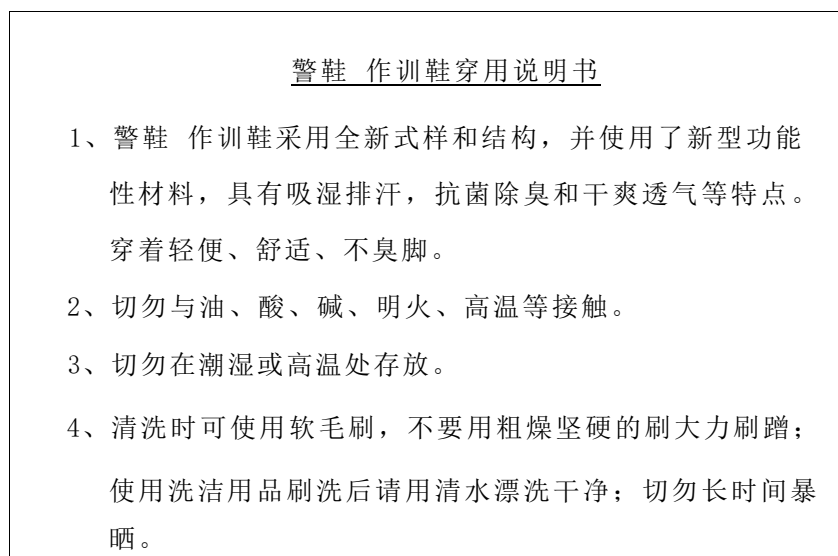 警鞋 作训鞋穿用说明书
1、警鞋 作训鞋采用全新式样和结构，并使用了新型功能
性材料，具有吸湿排汗，抗菌除臭和干爽透气等特点。
穿着轻便、舒适、不臭脚。
2、切勿与油、酸、碱、明火、高温等接触。
3、切勿在潮湿或高温处存放。
4、清洗时可使用软毛刷，不要用粗燥坚硬的刷大力刷蹭；
使用洗洁用品刷洗后请用清水漂洗干净；切勿长时间暴
晒。